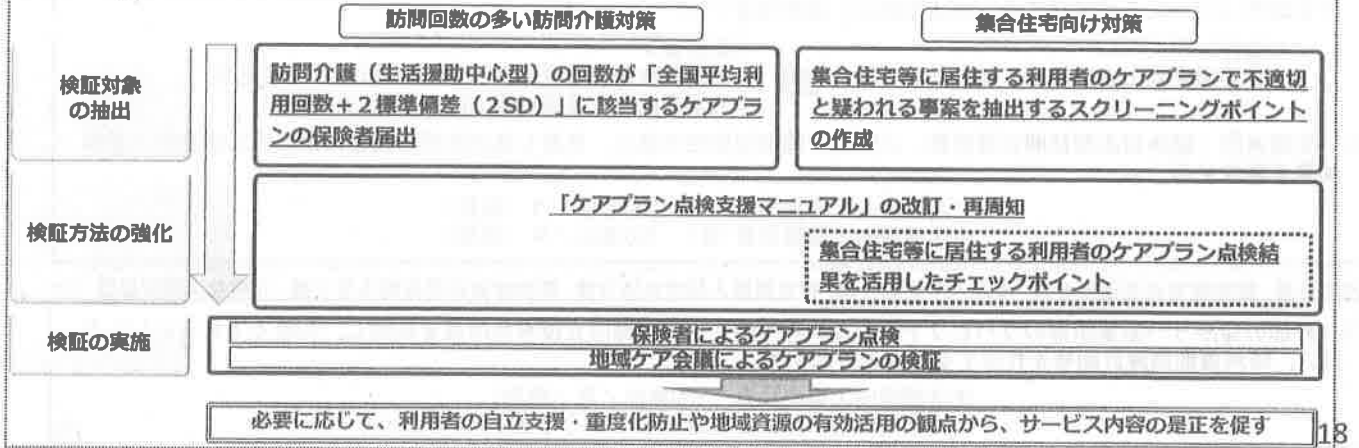 訪問回数の多い訪問介護対策
集合住宅向け対策
検証対象
の抽出
訪問介護（生活援助中心型）の回数が「全国平均利
用回数＋２標準偏差（２SD）」に該当するケアプラ
ンの保険者届出
集合住宅等に居住する利用者のケアプランで不適切
と疑われる事案を抽出するスクリーニングポイント
の作成
検証方法の強化
「ケアプラン点検支援マニュアル」の改訂・再周知
集合住宅等に居住する利用者のケアプラン点検結
果を活用したチェックポイント
検証の実施
保険者によるケアプラン点検
地域ケア会議によるケアプランの検証
必要に応じて、利用者の自立支援・重度化防止や地域資源の有効活用の観点から、サービス内容の是正を促す
18